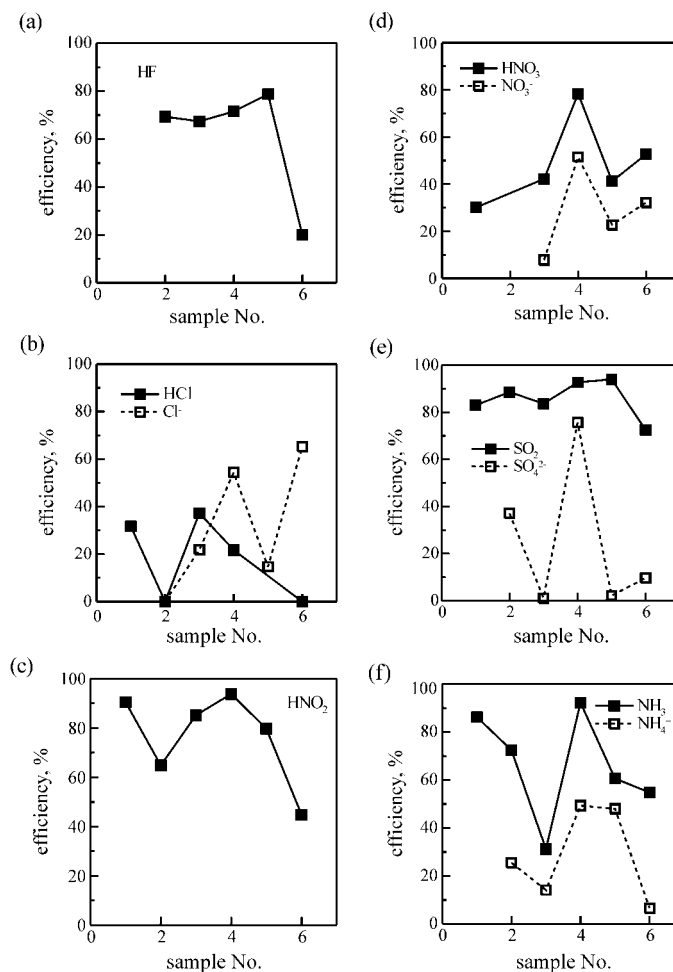 (a)
100
80
60
40
20
0
efficiency, %
HF
0 2 4 6
sample No.
(b)
100
80
60
40
20
0
efficiency, %
HCl
Cl-
0 2 4 6
sample No.
(c)
100
80
60
40
20
0
efficiency, %
HNO2
0 2 4 6
sample No.
(d)
100
80
60
40
20
0
efficiency, %
HNO3
NO3-
0 2 4 6
sample No.
(e)
100
80
60
40
20
0
efficiency, %
SO2
SO4 2-
0 2 4 6
sample No.
(f)
100
80
60
40
20
0
efficiency, %
NH3
NH4-
0 2 4 6
sample No.